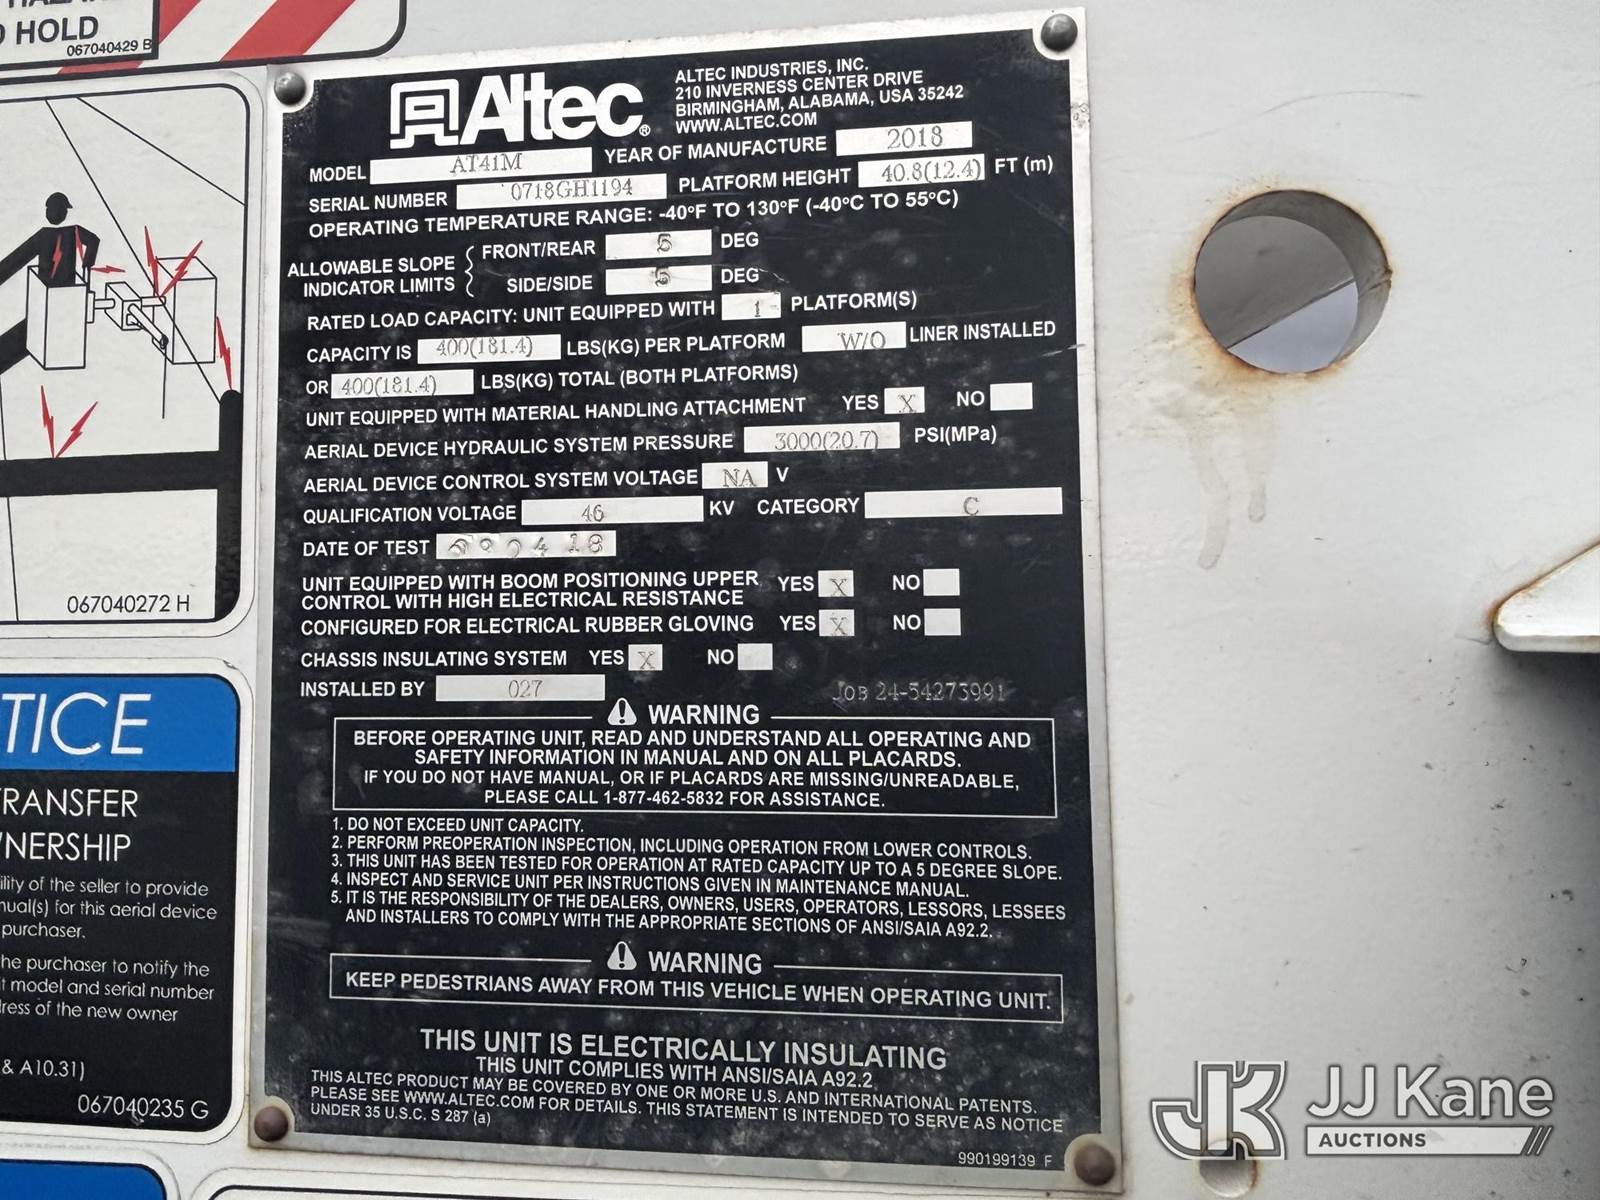 D HOLD
067040429 B
Altec®
ALTEC INDUSTRIES, INC.
210 INVERNESS CENTER DRIVE
BIRMINGHAM, ALABAMA, USA 35242
WWW.ALTEC.COM
MODEL AT41M YEAR OF MANUFACTURE 2018
SERIAL NUMBER 0718GH1194 PLATFORM HEIGHT 40.8(12.4) FT (m)
OPERATING TEMPERATURE RANGE: -40°F TO 130°F (-40°C TO 55°C)
ALLOWABLE SLOPE INDICATOR LIMITS
FRONT/REAR 5 DEG
SIDE/SIDE 5 DEG
RATED LOAD CAPACITY: UNIT EQUIPPED WITH 1 PLATFORM(S)
CAPACITY IS 400(181.4) LBS(KG) PER PLATFORM W/O LINER INSTALLED
OR 400(181.4) LBS(KG) TOTAL (BOTH PLATFORMS)
UNIT EQUIPPED WITH MATERIAL HANDLING ATTACHMENT YES X NO
AERIAL DEVICE HYDRAULIC SYSTEM PRESSURE 3000(20.7) PSI(MPa)
AERIAL DEVICE CONTROL SYSTEM VOLTAGE NA V
QUALIFICATION VOLTAGE 46 KV CATEGORY C
DATE OF TEST 04 18
UNIT EQUIPPED WITH BOOM POSITIONING UPPER YES X NO
CONTROL WITH HIGH ELECTRICAL RESISTANCE
CONFIGURED FOR ELECTRICAL RUBBER GLOVING YES X NO
CHASSIS INSULATING SYSTEM YES X NO
INSTALLED BY 027 JOB 24-54273991
WARNING
BEFORE OPERATING UNIT, READ AND UNDERSTAND ALL OPERATING AND
SAFETY INFORMATION IN MANUAL AND ON ALL PLACARDS.
IF YOU DO NOT HAVE MANUAL, OR IF PLACARDS ARE MISSING/UNREADABLE,
PLEASE CALL 1-877-462-5832 FOR ASSISTANCE.
1. DO NOT EXCEED UNIT CAPACITY.
2. PERFORM PREOPERATION INSPECTION, INCLUDING OPERATION FROM LOWER CONTROLS.
3. THIS UNIT HAS BEEN TESTED FOR OPERATION AT RATED CAPACITY UP TO A 5 DEGREE SLOPE.
4. INSPECT AND SERVICE UNIT PER INSTRUCTIONS GIVEN IN MAINTENANCE MANUAL.
5. IT IS THE RESPONSIBILITY OF THE DEALERS, OWNERS, USERS, OPERATORS, LESSORS, LESSEES
AND INSTALLERS TO COMPLY WITH THE APPROPRIATE SECTIONS OF ANSI/SAIA A92.2.
WARNING
KEEP PEDESTRIANS AWAY FROM THIS VEHICLE WHEN OPERATING UNIT.
THIS UNIT IS ELECTRICALLY INSULATING
THIS UNIT COMPLIES WITH ANSI/SAIA A92.2
THIS ALTEC PRODUCT MAY BE COVERED BY ONE OR MORE U.S. AND INTERNATIONAL PATENTS.
PLEASE SEE WWW.ALTEC.COM FOR DETAILS. THIS STATEMENT IS INTENDED TO SERVE AS NOTICE
UNDER 35 U.S.C. S 287 (a)
990199139 F
067040272 H
TICE
TRANSFER
NERSHIP
ility of the seller to provide
nual(s) for this aerial device
purchaser.
he purchaser to notify the
it model and serial number
ress of the new owner
& A10.31)
067040235 G
JK JJ Kane
AUCTIONS